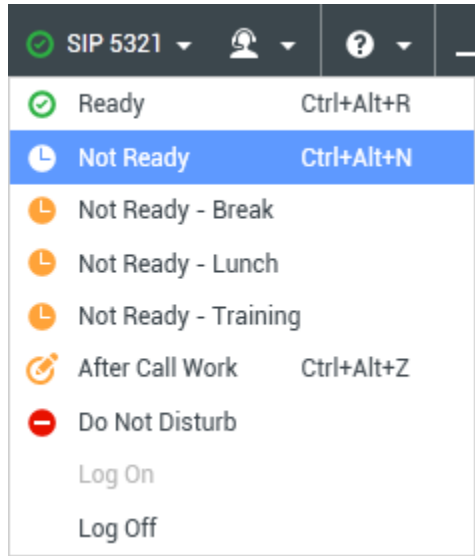 SIP 5321
Ready Ctrl+Alt+R
Not Ready Ctrl+Alt+N
Not Ready - Break
Not Ready - Lunch
Not Ready - Training
After Call Work Ctrl+Alt+Z
Do Not Disturb
Log On
Log Off